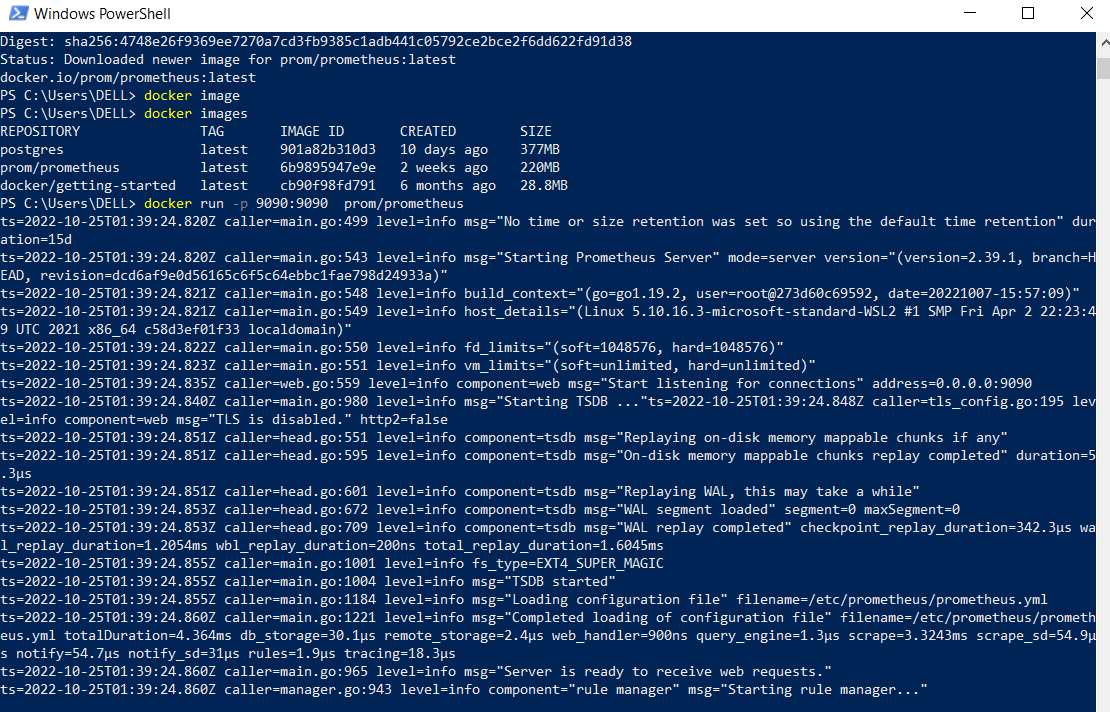 Windows PowerShell
Digest: sha256:4748e26f9369ee7270a7cd3fb9385c1adb441c05792ce2bce2f6dd622fd91d38
Status: Downloaded newer image for prom/prometheus:latest
docker.io/prom/prometheus:latest
PS C:\Users\DELL> docker image
PS C:\Users\DELL> docker images
REPOSITORY               TAG       IMAGE ID       CREATED        SIZE
postgres                 latest    901a82b310d3   10 days ago    377MB
prom/prometheus          latest    6b9895947e9e   2 weeks ago    220MB
docker/getting-started   latest    cb90f98fd791   6 months ago   28.8MB
PS C:\Users\DELL> docker run -p 9090:9090  prom/prometheus
ts=2022-10-25T01:39:24.820Z caller=main.go:499 level=info msg="No time or size retention was set so using the default time retention" dur
ation=15d
ts=2022-10-25T01:39:24.820Z caller=main.go:543 level=info msg="Starting Prometheus Server" mode=server version="(version=2.39.1, branch=H
EAD, revision=dcd6af9e0d56165c6f5c64ebbc1fae798d24933a)"
ts=2022-10-25T01:39:24.821Z caller=main.go:548 level=info build_context="(go=go1.19.2, user=root@273d60c69592, date=20221007-15:57:09)"
ts=2022-10-25T01:39:24.821Z caller=main.go:549 level=info host_details="(Linux 5.10.16.3-microsoft-standard-WSL2 #1 SMP Fri Apr 2 22:23:4
9 UTC 2021 x86_64 c58d3ef01f33 localdomain)"
ts=2022-10-25T01:39:24.822Z caller=main.go:550 level=info fd_limits="(soft=1048576, hard=1048576)"
ts=2022-10-25T01:39:24.823Z caller=main.go:551 level=info vm_limits="(soft=unlimited, hard=unlimited)"
ts=2022-10-25T01:39:24.835Z caller=web.go:559 level=info component=web msg="Start listening for connections" address=0.0.0.0:9090
ts=2022-10-25T01:39:24.840Z caller=main.go:980 level=info msg="Starting TSDB ..."ts=2022-10-25T01:39:24.848Z caller=tls_config.go:195 lev
el=info component=web msg="TLS is disabled." http2=false
ts=2022-10-25T01:39:24.851Z caller=head.go:551 level=info component=tsdb msg="Replaying on-disk memory mappable chunks if any"
ts=2022-10-25T01:39:24.851Z caller=head.go:595 level=info component=tsdb msg="On-disk memory mappable chunks replay completed" duration=5
.3µs
ts=2022-10-25T01:39:24.851Z caller=head.go:601 level=info component=tsdb msg="Replaying WAL, this may take a while"
ts=2022-10-25T01:39:24.853Z caller=head.go:672 level=info component=tsdb msg="WAL segment loaded" segment=0 maxSegment=0
ts=2022-10-25T01:39:24.853Z caller=head.go:709 level=info component=tsdb msg="WAL replay completed" checkpoint_replay_duration=342.3µs wa
l_replay_duration=1.2054ms wbl_replay_duration=200ns total_replay_duration=1.6045ms
ts=2022-10-25T01:39:24.855Z caller=main.go:1001 level=info fs_type=EXT4_SUPER_MAGIC
ts=2022-10-25T01:39:24.855Z caller=main.go:1004 level=info msg="TSDB started"
ts=2022-10-25T01:39:24.855Z caller=main.go:1184 level=info msg="Loading configuration file" filename=/etc/prometheus/prometheus.yml
ts=2022-10-25T01:39:24.860Z caller=main.go:1221 level=info msg="Completed loading of configuration file" filename=/etc/prometheus/prometh
eus.yml totalDuration=4.364ms db_storage=30.1µs remote_storage=2.4µs web_handler=900ns query_engine=1.3µs scrape=3.3243ms scrape_sd=54.9µ
s notify=54.7µs notify_sd=31µs rules=1.9µs tracing=18.3µs
ts=2022-10-25T01:39:24.860Z caller=main.go:965 level=info msg="Server is ready to receive web requests."
ts=2022-10-25T01:39:24.860Z caller=manager.go:943 level=info component="rule manager" msg="Starting rule manager..."